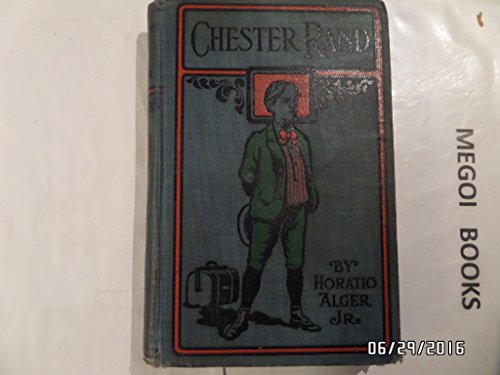 CHESTER RAND
BY
HORATIO
ALGER
JR.
MEGOI BOOKS
06/29/2016